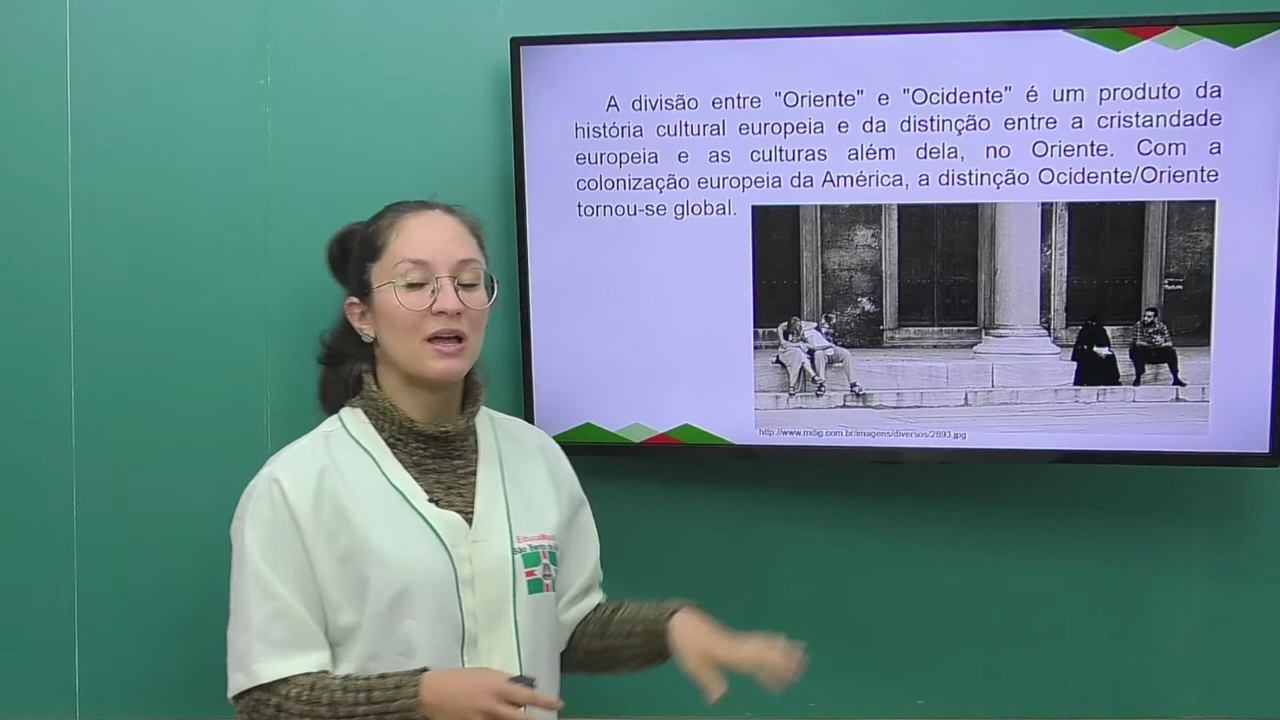 A divisão entre "Oriente" e "Ocidente" é um produto da
história cultural europeia e da distinção entre a cristandade
europeia e as culturas além dela, no Oriente. Com a
colonização europeia da América, a distinção Ocidente/Oriente
tornou-se global.
http://www.mdig.com.br/imagens/diversos/2893.jpg